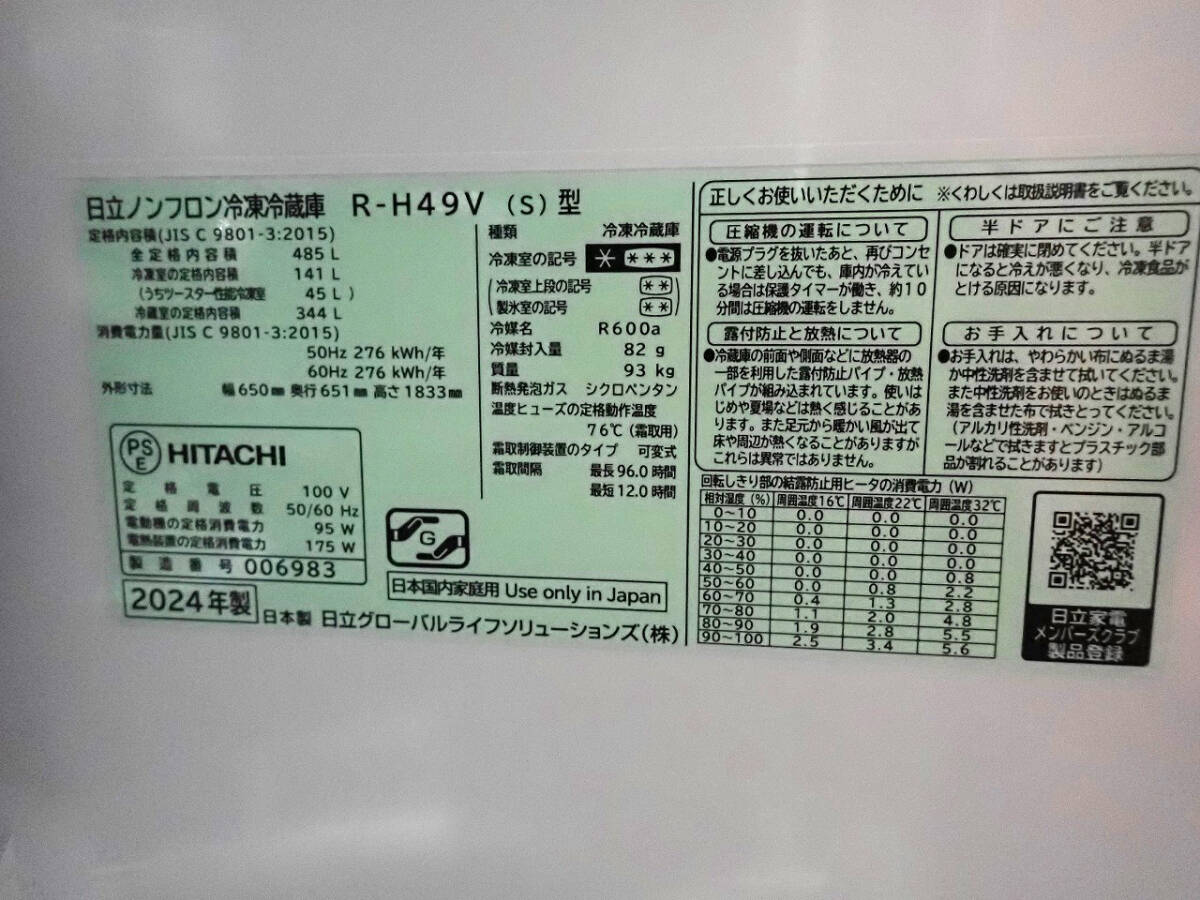 日立ノンフロン冷凍冷蔵庫 R-H49V (S) 型
定格内容積(JIS C 9801-3:2015)
全定格内容積 485 L
冷凍室の定格内容積 141 L
(うちツースター性能冷凍室 45 L )
冷蔵室の定格内容積 344 L
消費電力量(JIS C 9801-3:2015)
50Hz 276 kWh/年
60Hz 276 kWh/年
外形寸法 幅650㎜ 奥行651㎜ 高さ1833㎜
PS
E
HITACHI
定格電圧 100 V
定格周波数 50/60 Hz
電動機の定格消費電力 95 W
電熱装置の定格消費電力 175 W
製造番号 006983
2024年製
日本製 日立グローバルライフソリューションズ(株)
種類 冷凍冷蔵庫
冷凍室の記号 * ***
(冷凍室上段の記号 **)
(製氷室の記号 **)
冷媒名 R600a
冷媒封入量 82 g
質量 93 kg
断熱発泡ガス シクロペンタン
温度ヒューズの定格動作温度
76℃(霜取用)
霜取制御装置のタイプ 可変式
霜取間隔 最長96.0時間
最短12.0時間
G
日本国内家庭用 Use only in Japan
正しくお使いいただくために ※くわしくは取扱説明書をご覧ください。
圧縮機の運転について
●電源プラグを抜いたあと、再びコンセ
ントに差し込んでも、庫内が冷えてい
る場合は保護タイマーが働き、約10
分間は圧縮機の運転をしません。
露付防止と放熱について
●冷蔵庫の前面や側面などに放熱器の
一部を利用した露付防止パイプ・放熱
パイプが組み込まれています。使いは
じめや夏場などは熱く感じることがあ
ります。また足元から暖かい風が出て
床や周辺が熱くなることがありますが
これらは異常ではありません。
半ドアにご注意
●ドアは確実に閉めてください。半ドア
になると冷えが悪くなり、冷凍食品が
とける原因になります。
お手入れについて
●お手入れは、やわらかい布にぬるま湯
か中性洗剤を含ませて拭いてください。
また中性洗剤をお使いのときはぬるま
湯を含ませた布で拭きとってください。
(アルカリ性洗剤・ベンジン・アルコ
ールなどで拭きますとプラスチック部
品が割れることがあります)
回転しきり部の結露防止用ヒータの消費電力(W)
相対湿度(%) 周囲温度16℃ 周囲温度22℃ 周囲温度32℃
0~10 0.0 0.0 0.0
10~20 0.0 0.0 0.0
20~30 0.0 0.0 0.0
30~40 0.0 0.0 0.0
40~50 0.0 0.0 0.8
50~60 0.0 0.8 2.2
60~70 0.4 1.3 2.8
70~80 1.1 2.0 4.8
80~90 1.9 2.8 5.5
90~100 2.5 3.4 5.6
日立家電
メンバーズクラブ
製品登録